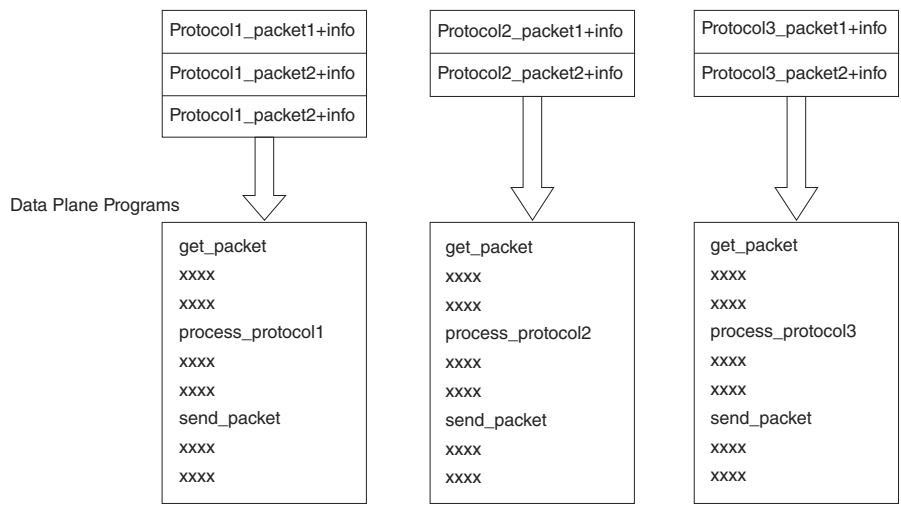 Protocol1_packet1+info
Protocol1_packet2+info
Protocol1_packet2+info
Protocol2_packet1+info
Protocol2_packet2+info
Protocol3_packet1+info
Protocol3_packet2+info
Data Plane Programs
get_packet
xxxx
xxxx
process_protocol1
xxxx
xxxx
send_packet
xxxx
xxxx
get_packet
xxxx
xxxx
process_protocol2
xxxx
xxxx
send_packet
xxxx
xxxx
get_packet
xxxx
xxxx
process_protocol3
xxxx
xxxx
send_packet
xxxx
xxxx